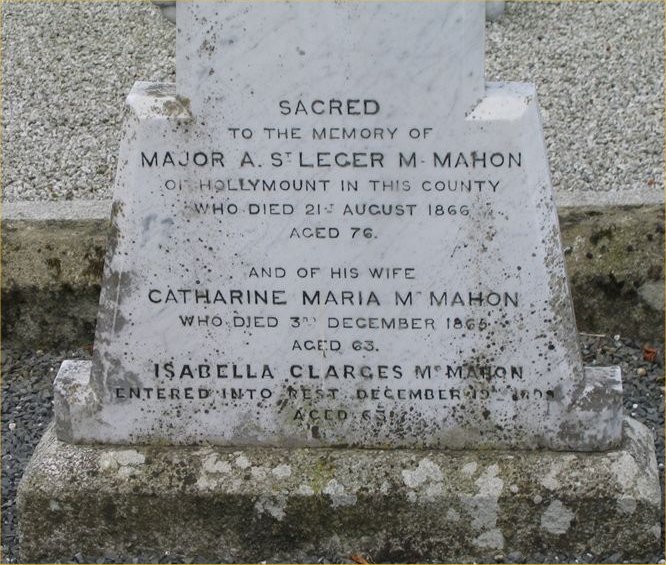 SACRED
TO THE MEMORY OF
MAJOR A. ST LEGER Mc MAHON
OF HOLLYMOUNT IN THIS COUNTY
WHO DIED 21ST AUGUST 1866
AGED 76.
AND OF HIS WIFE
CATHARINE MARIA Mc MAHON
WHO DIED 3RD DECEMBER 1865
AGED 63.
ISABELLA CLARGES Mc MAHON
ENTERED INTO REST DECEMBER
AGED